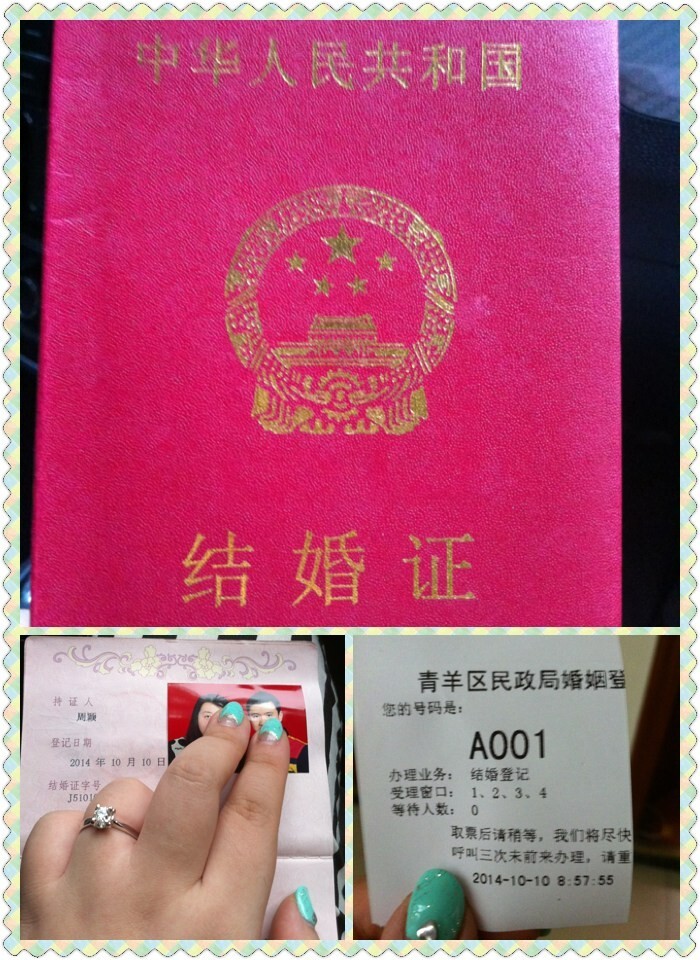 中华人民共和国
结婚证
持证人
周颖
登记日期
2014 年 10 月 10 日
结婚证字号
J5101
青羊区民政局婚姻登
您的号码是：
A001
办理业务： 结婚登记
受理窗口： 1、2、3、4
等待人数： 0
取票后请稍等，我们将尽快
呼叫三次未前来办理，请重
2014-10-10 8:57:55